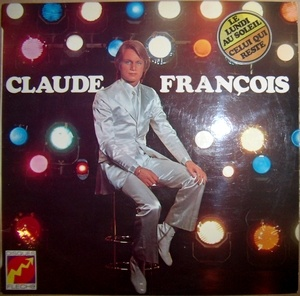 LE
LUNDI
AU SOLEIL
CELUI QUI
RESTE
CLAUDE FRANÇOIS